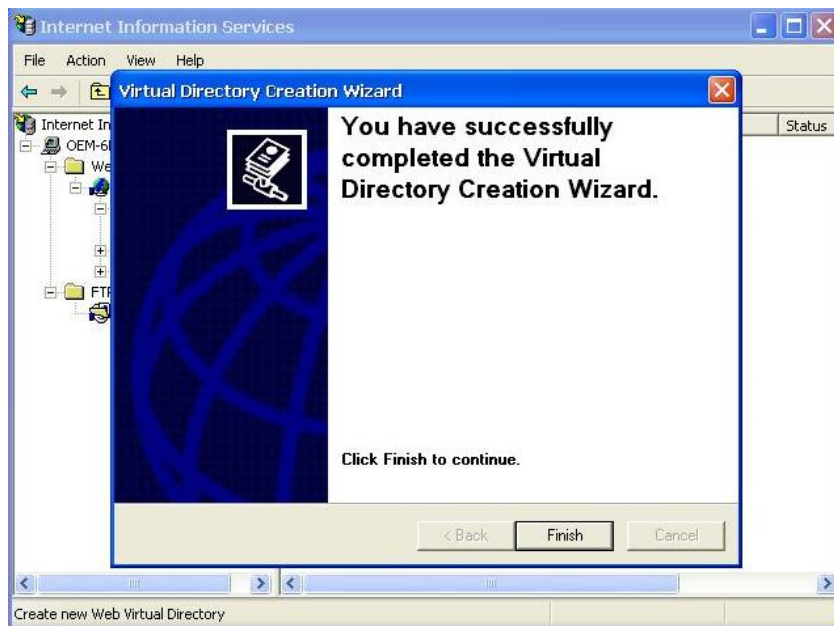 Internet Information Services
File Action View Help
Virtual Directory Creation Wizard
Internet In
Status
OEM-6
We
FTP
You have successfully
completed the Virtual
Directory Creation Wizard.
Click Finish to continue.
< Back Finish Cancel
Create new Web Virtual Directory